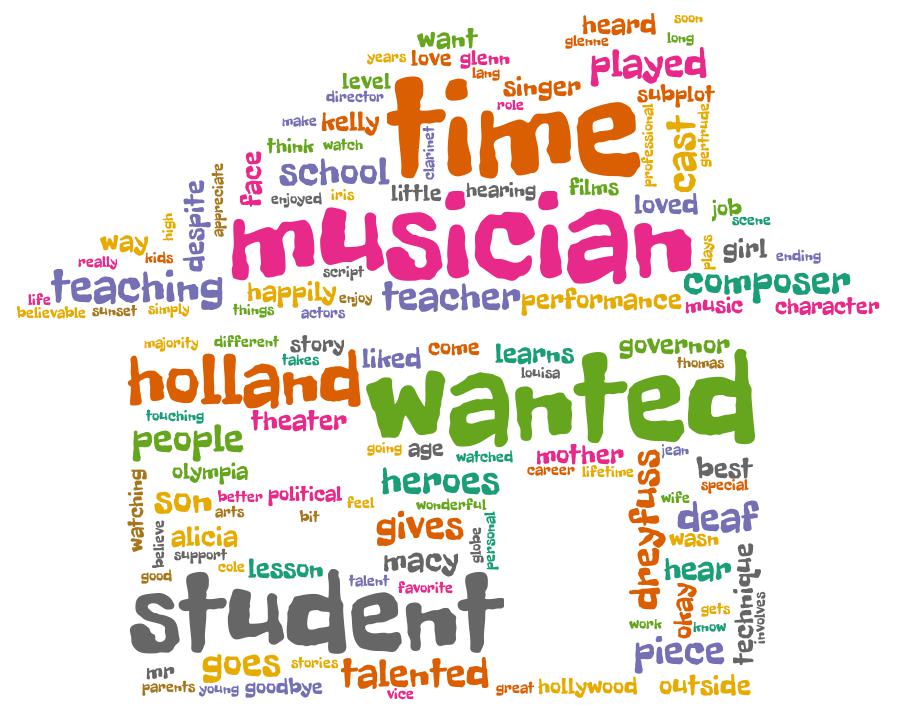 heard soon
want glenne long
years love glenn played
level lang singer
director role subplot
make kelly time clarinet professional cast gertrude
think watch
face school
despite appreciate enjoyed iris little hearing films
high musician loved job
way scene
really kids plays girl ending
script
life teaching happily enjoy teacher performance composer
believable sunset simply things actors music character
majority different story come learns governor
takes liked louisa thomas
holland wanted
touching theater
people going age watched mother jean
olympia career lifetime best
watching son better political feel heroes dreyfuss special
arts bit wonderful wife
believe alicia gives globe personal deaf
support wasn
good cole lesson macy hear technique
talent favorite okay involves
student gets
work know
mr goes stories talented piece
parents young goodbye vice great hollywood outside